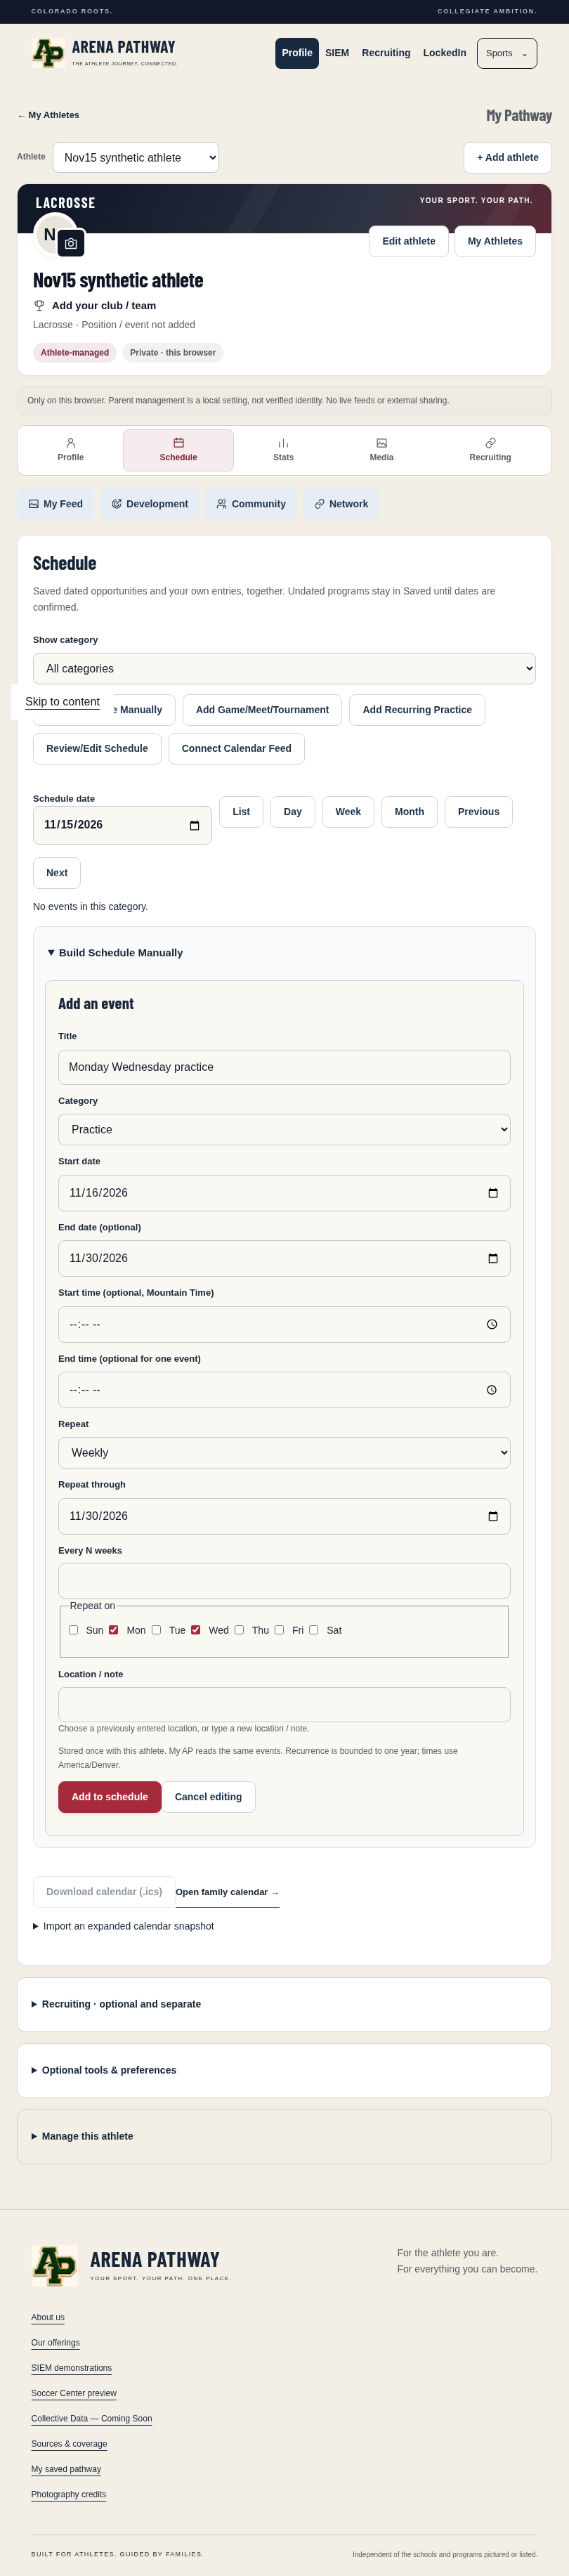 COLORADO ROOTS.
COLLEGIATE AMBITION.
ARENA PATHWAY
THE ATHLETE JOURNEY, CONNECTED.
Profile
SIEM
Recruiting
LockedIn
Sports
← My Athletes
My Pathway
Athlete
Nov15 synthetic athlete
+ Add athlete
LACROSSE
YOUR SPORT. YOUR PATH.
N
Edit athlete
My Athletes
Nov15 synthetic athlete
Add your club / team
Lacrosse · Position / event not added
Athlete-managed
Private · this browser
Only on this browser. Parent management is a local setting, not verified identity. No live feeds or external sharing.
Profile
Schedule
Stats
Media
Recruiting
My Feed
Development
Community
Network
Schedule
Saved dated opportunities and your own entries, together. Undated programs stay in Saved until dates are
confirmed.
Show category
All categories
Skip to content
e Manually
Add Game/Meet/Tournament
Add Recurring Practice
Review/Edit Schedule
Connect Calendar Feed
Schedule date
11/15/2026
List
Day
Week
Month
Previous
Next
No events in this category.
▼ Build Schedule Manually
Add an event
Title
Monday Wednesday practice
Category
Practice
Start date
11/16/2026
End date (optional)
11/30/2026
Start time (optional, Mountain Time)
--:-- --
End time (optional for one event)
--:-- --
Repeat
Weekly
Repeat through
11/30/2026
Every N weeks
Repeat on
Sun Mon Tue Wed Thu Fri Sat
Location / note
Choose a previously entered location, or type a new location / note.
Stored once with this athlete. My AP reads the same events. Recurrence is bounded to one year; times use
America/Denver.
Add to schedule
Cancel editing
Download calendar (.ics)
Open family calendar →
▶ Import an expanded calendar snapshot
▶ Recruiting · optional and separate
▶ Optional tools & preferences
▶ Manage this athlete
ARENA PATHWAY
YOUR SPORT. YOUR PATH. ONE PLACE.
For the athlete you are.
For everything you can become.
About us
Our offerings
SIEM demonstrations
Soccer Center preview
Collective Data — Coming Soon
Sources & coverage
My saved pathway
Photography credits
BUILT FOR ATHLETES. GUIDED BY FAMILIES.
Independent of the schools and programs pictured or listed.